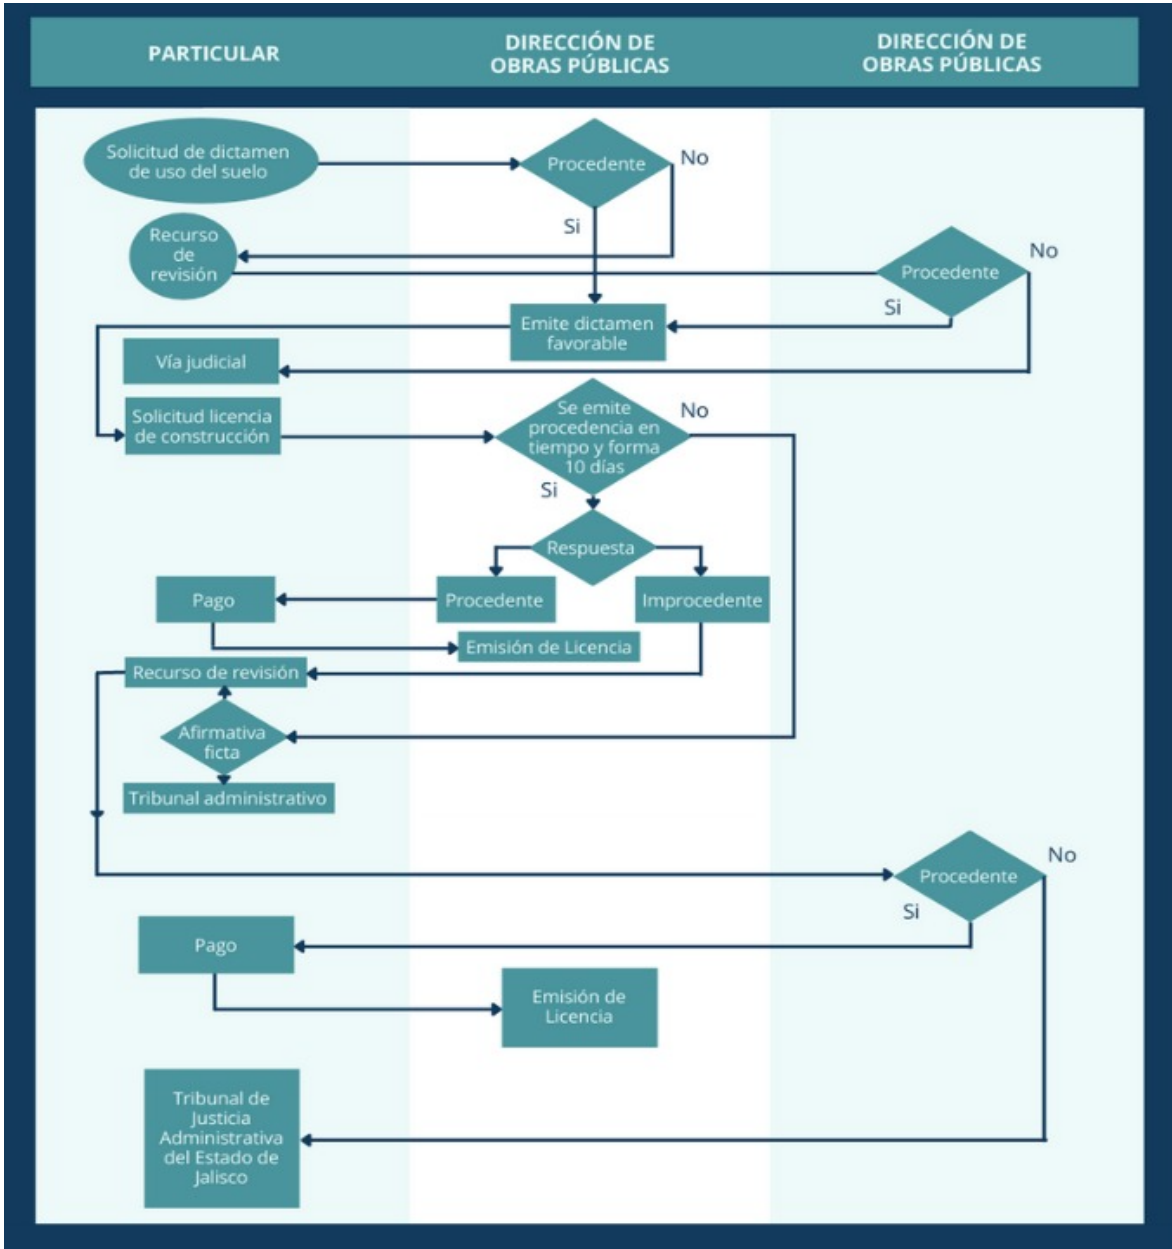 PARTICULAR
DIRECCIÓN DE
OBRAS PÚBLICAS
DIRECCIÓN DE
OBRAS PÚBLICAS
Solicitud de dictamen
de uso del suelo
Procedente
No
Si
Recurso
de
revisión
Procedente
No
Si
Emite dictamen
favorable
Vía judicial
Solicitud licencia
de construcción
Se emite
procedencia en
tiempo y forma
10 días
No
Si
Respuesta
Pago
Procedente
Improcedente
Emisión de Licencia
Recurso de revisión
Afirmativa
ficta
Tribunal administrativo
Procedente
No
Si
Pago
Emisión de
Licencia
Tribunal de
Justicia
Administrativa
del Estado de
Jalisco